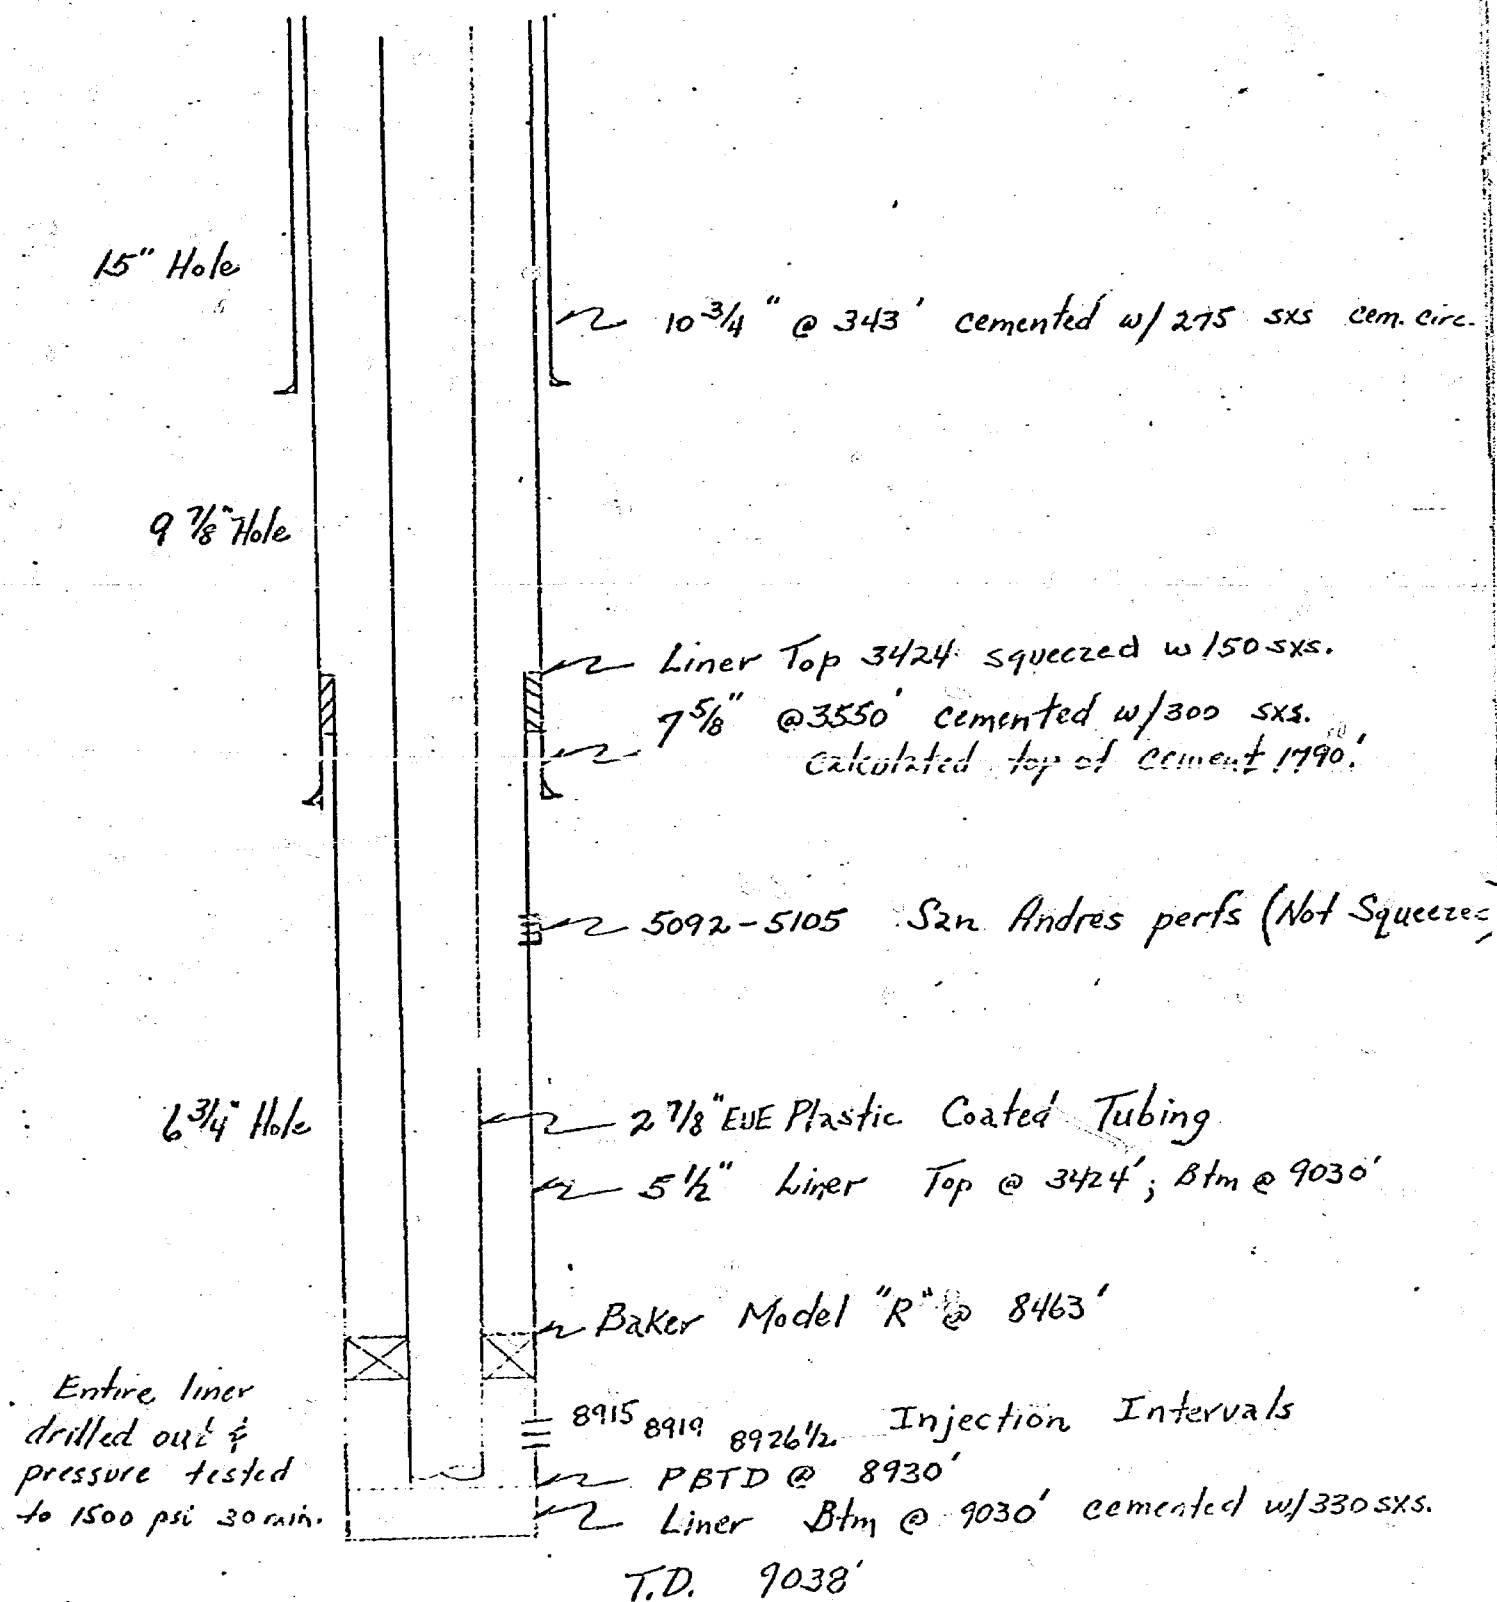 15" Hole
10 3/4" @ 343' cemented w/ 275 sxs cem. circ.
9 7/8" Hole
Liner Top 3424 squeezed w/150 sxs.
7 5/8" @3550' cemented w/300 sxs.
calculated top of cement 1790'
5092-5105 San Andres perfs (Not Squeezed
6 3/4" Hole
2 7/8" EUE Plastic Coated Tubing
5 1/2" Liner Top @ 3424'; Btm @ 9030'
Baker Model "R" @ 8463'
Entire liner
drilled out &
pressure tested
to 1500 psi 30 min.
8915 8919 8926 1/2 Injection Intervals
PBTD @ 8930'
Liner Btm @ 9030' cemented w/330 sxs.
T.D. 9038'